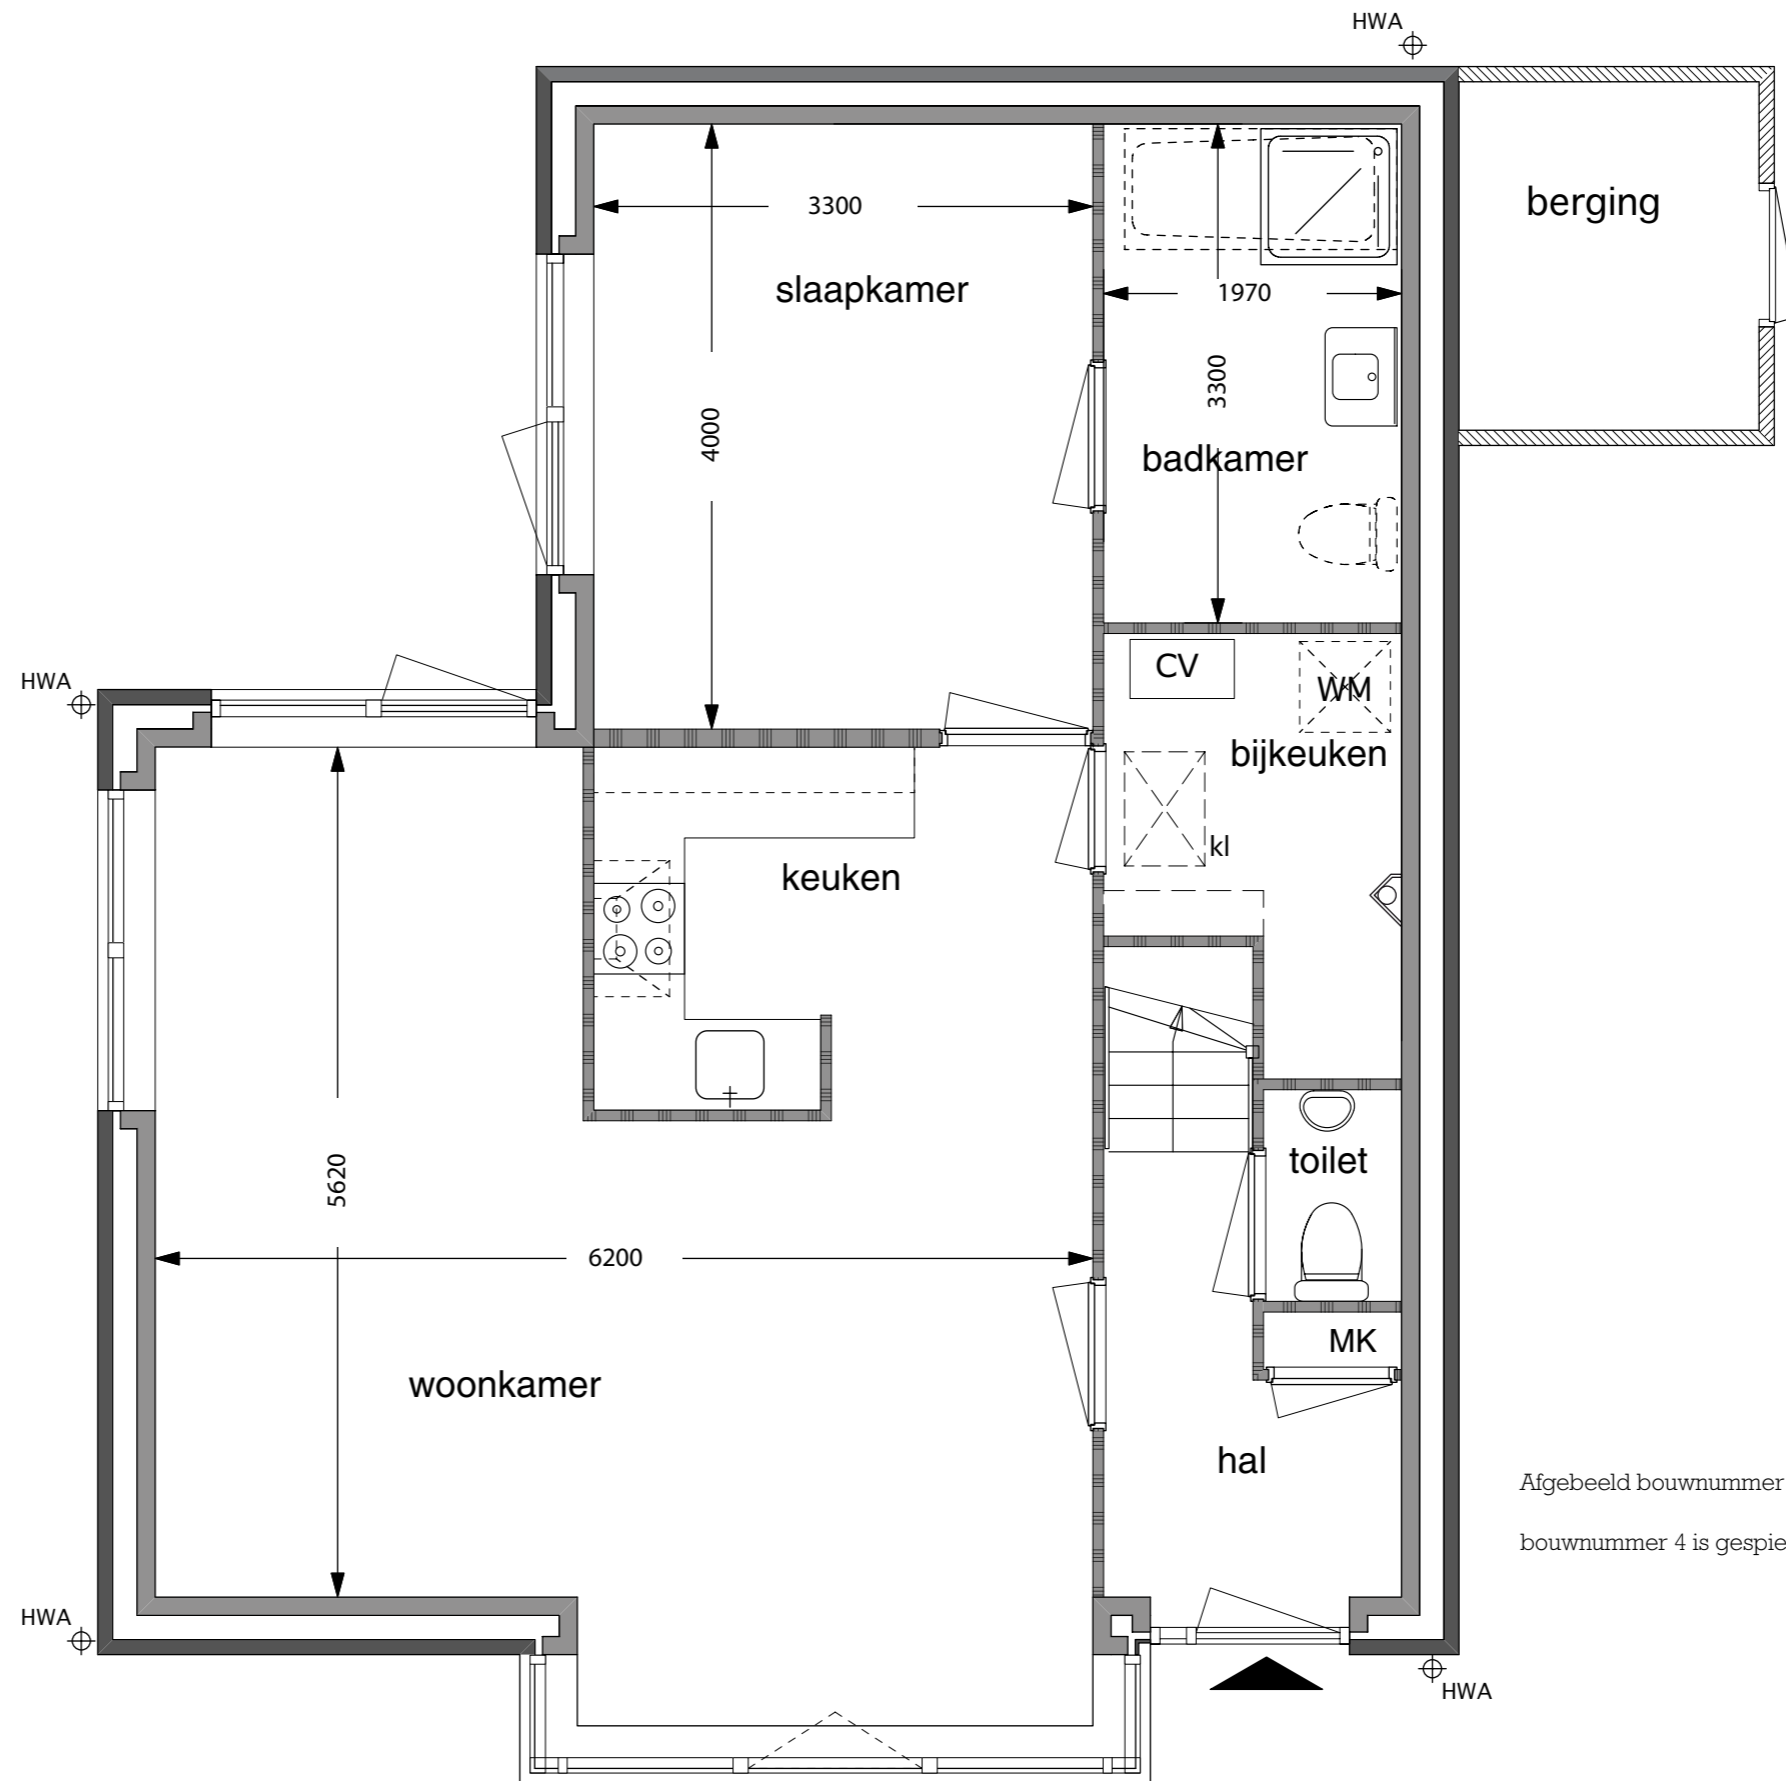 HWA
berging
3300
slaapkamer
1970
3300
4000
badkamer
HWA
CV
WM
bijkeuken
kl
keuken
5620
toilet
6200
MK
woonkamer
hal
Afgebeeld bouwnummer
bouwnummer 4 is gespie
HWA
HWA